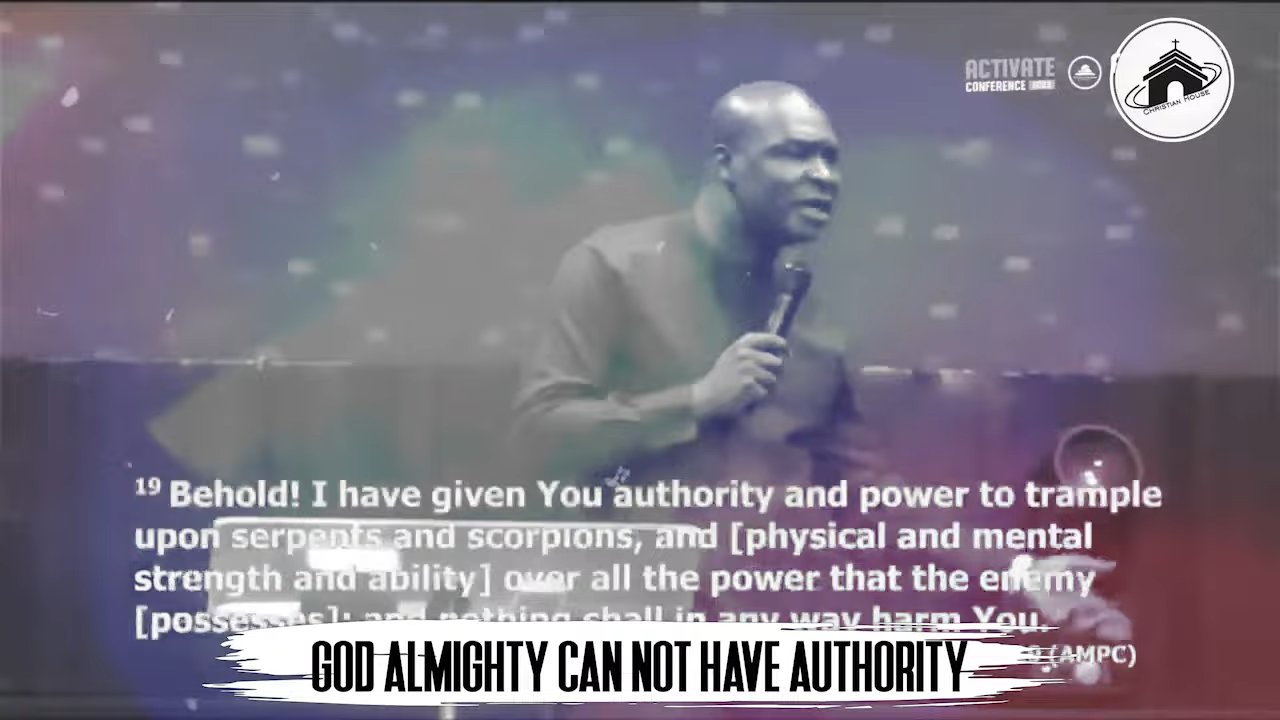 ACTIVATE
CONFERENCE 2023
CHRISTIAN HOUSE
19 Behold! I have given You authority and power to trample
upon serpents and scorpions, and [physical and mental
strength and ability] over all the power that the enemy
[possesses]; and nothing shall in any way harm You.
(AMPC)
GOD ALMIGHTY CAN NOT HAVE AUTHORITY